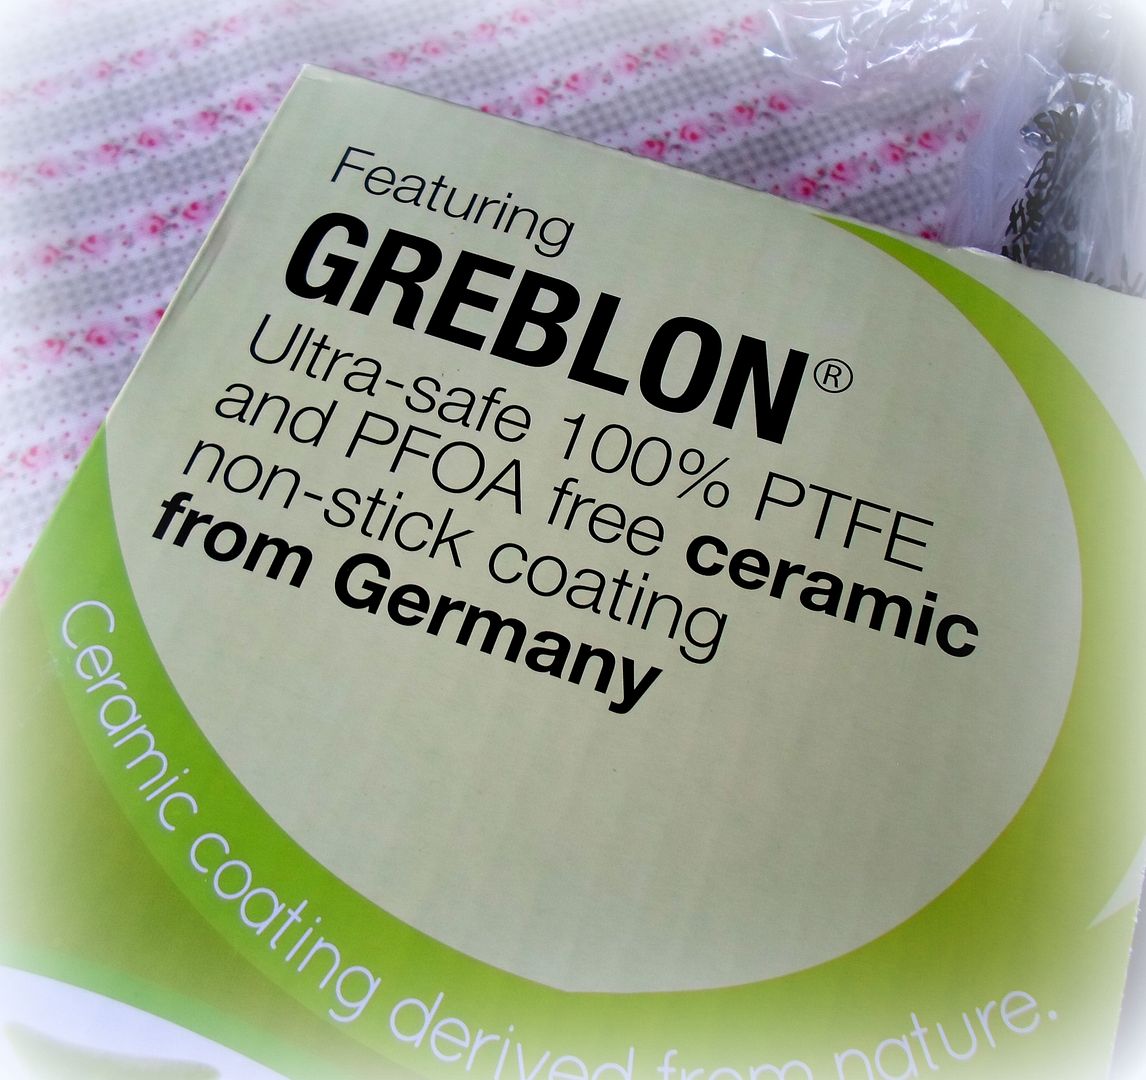 Featuring
GREBLON®
Ultra-safe 100% PTFE
and PFOA free ceramic
non-stick coating
from Germany
Ceramic coating derived from nature.